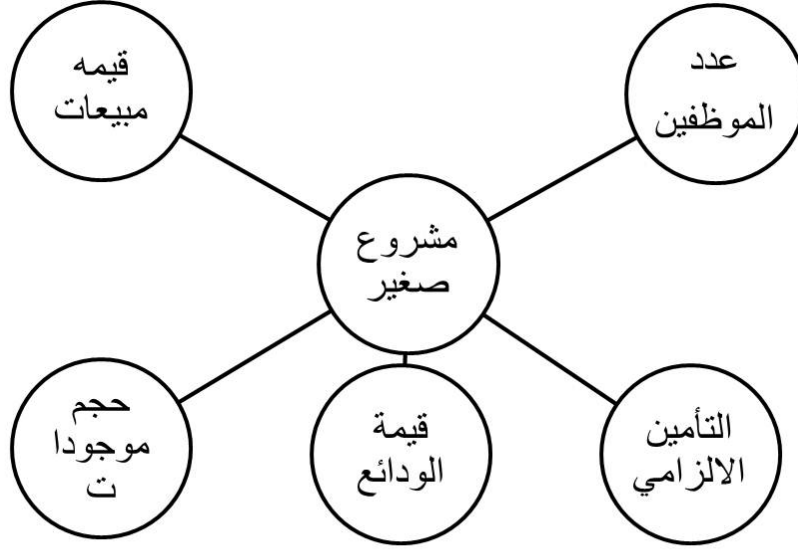 عدد
الموظفين
قيمه
مبيعات
مشروع
صغير
التأمين
الالزامي
قيمة
الودائع
حجم
موجودا
ت